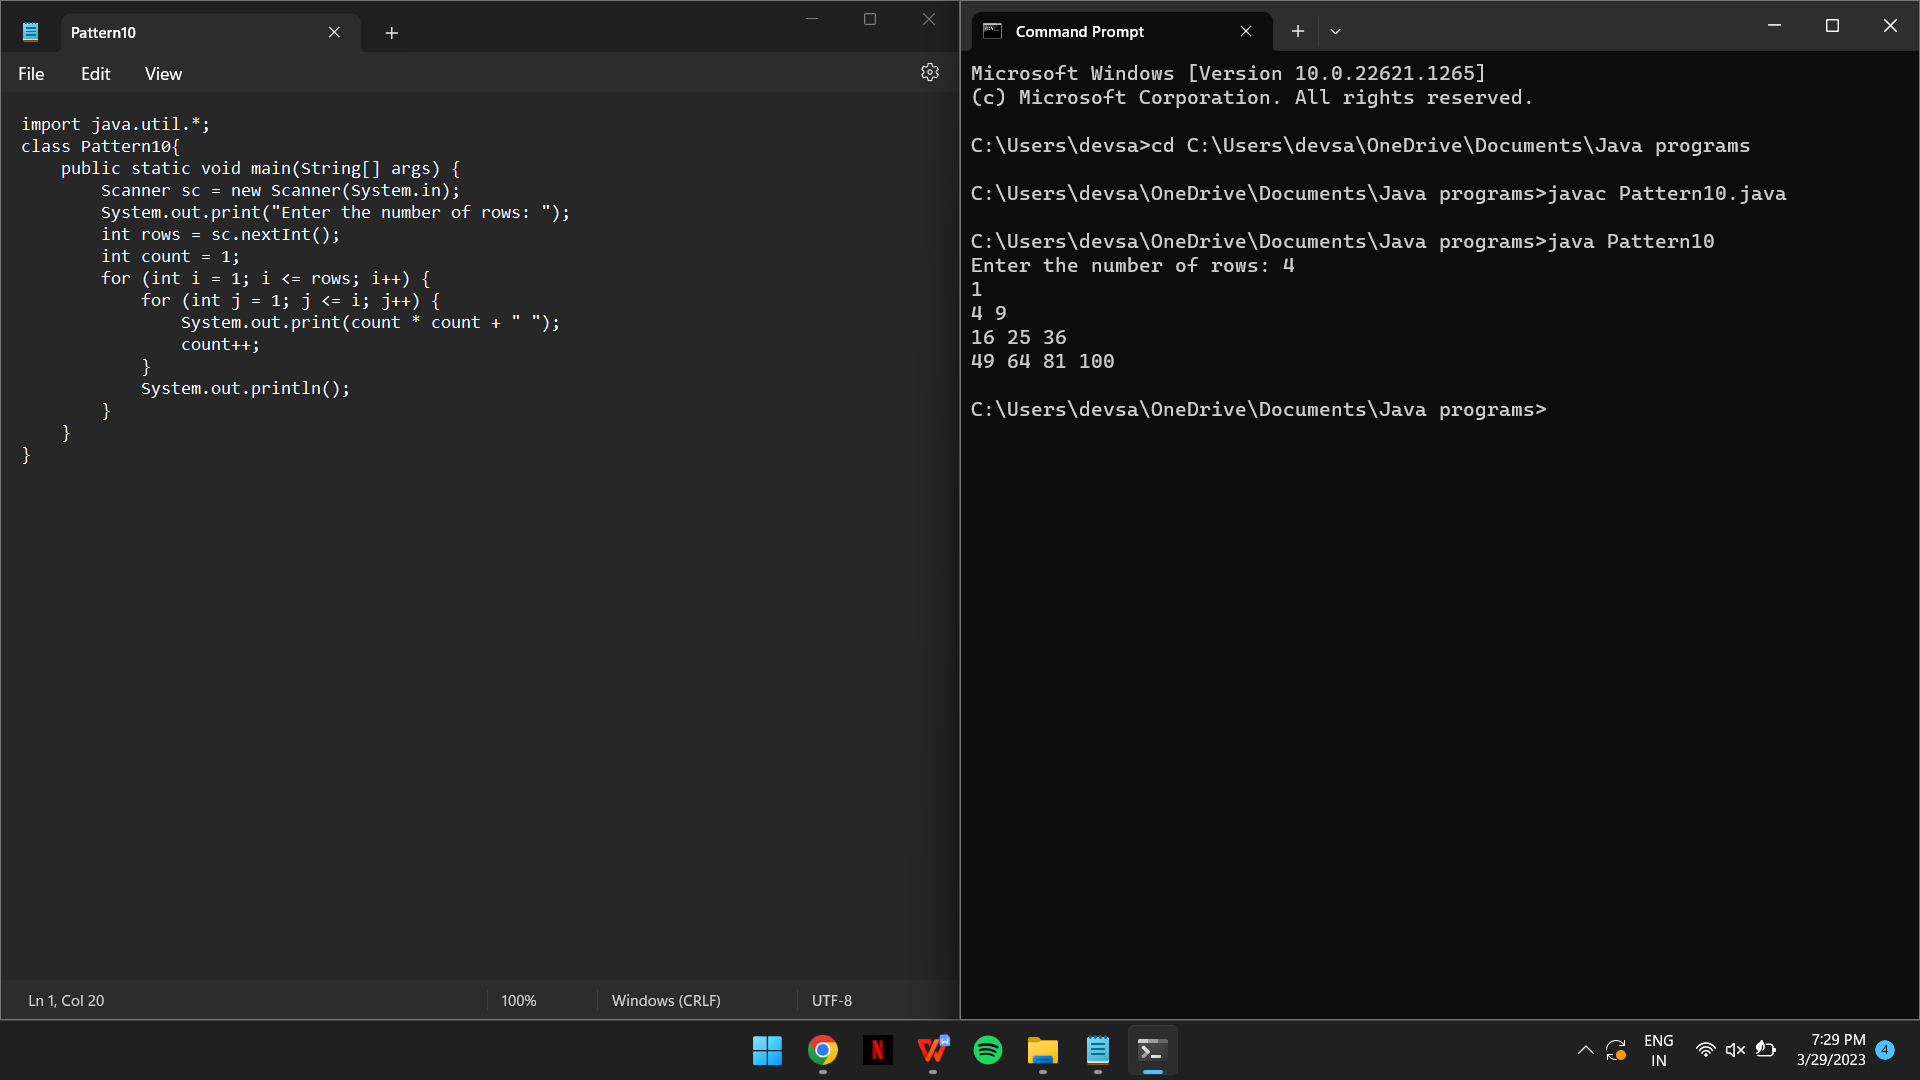 Pattern10
File Edit View
import java.util.*;
class Pattern10{
    public static void main(String[] args) {
        Scanner sc = new Scanner(System.in);
        System.out.print("Enter the number of rows: ");
        int rows = sc.nextInt();
        int count = 1;
        for (int i = 1; i <= rows; i++) {
            for (int j = 1; j <= i; j++) {
                System.out.print(count * count + " ");
                count++;
            }
            System.out.println();
        }
    }
}
Ln 1, Col 20 100% Windows (CRLF) UTF-8
Command Prompt
Microsoft Windows [Version 10.0.22621.1265]
(c) Microsoft Corporation. All rights reserved.
C:\Users\devsa>cd C:\Users\devsa\OneDrive\Documents\Java programs
C:\Users\devsa\OneDrive\Documents\Java programs>javac Pattern10.java
C:\Users\devsa\OneDrive\Documents\Java programs>java Pattern10
Enter the number of rows: 4
1
4 9
16 25 36
49 64 81 100
C:\Users\devsa\OneDrive\Documents\Java programs>
N W
ENG
IN
7:29 PM
3/29/2023
4